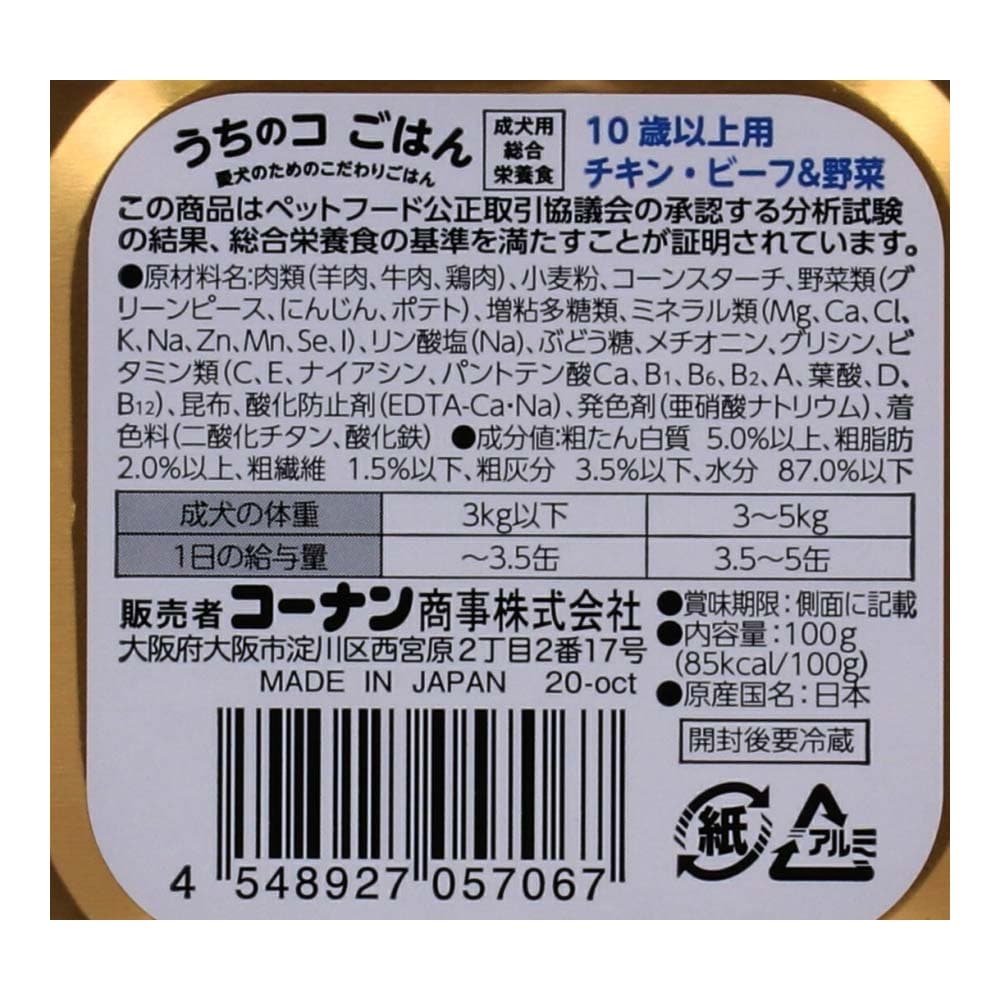 うちのコ ごはん
愛犬のためのこだわりごはん
成犬用
総合
栄養食
10歳以上用
チキン・ビーフ&野菜
この商品はペットフード公正取引協議会の承認する分析試験
の結果、総合栄養食の基準を満たすことが証明されています。
●原材料名:肉類(羊肉、牛肉、鶏肉)、小麦粉、コーンスターチ、野菜類(グ
リーンピース、にんじん、ポテト)、増粘多糖類、ミネラル類(Mg、Ca、Cl、
K、Na、Zn、Mn、Se、I)、リン酸塩(Na)、ぶどう糖、メチオニン、グリシン、ビ
タミン類(C、E、ナイアシン、パントテン酸Ca、B1、B6、B2、A、葉酸、D、
B12)、昆布、酸化防止剤(EDTA-Ca・Na)、発色剤(亜硝酸ナトリウム)、着
色料(二酸化チタン、酸化鉄) ●成分値:粗たん白質 5.0%以上、粗脂肪
2.0%以上、粗繊維 1.5%以下、粗灰分 3.5%以下、水分 87.0%以下
成犬の体重 3kg以下 3〜5kg
1日の給与量 〜3.5缶 3.5〜5缶
販売者 コーナン商事株式会社
大阪府大阪市淀川区西宮原2丁目2番17号
MADE IN JAPAN 20-oct
●賞味期限:側面に記載
●内容量:100g
(85kcal/100g)
●原産国名:日本
開封後要冷蔵
紙
アルミ
4 548927 057067